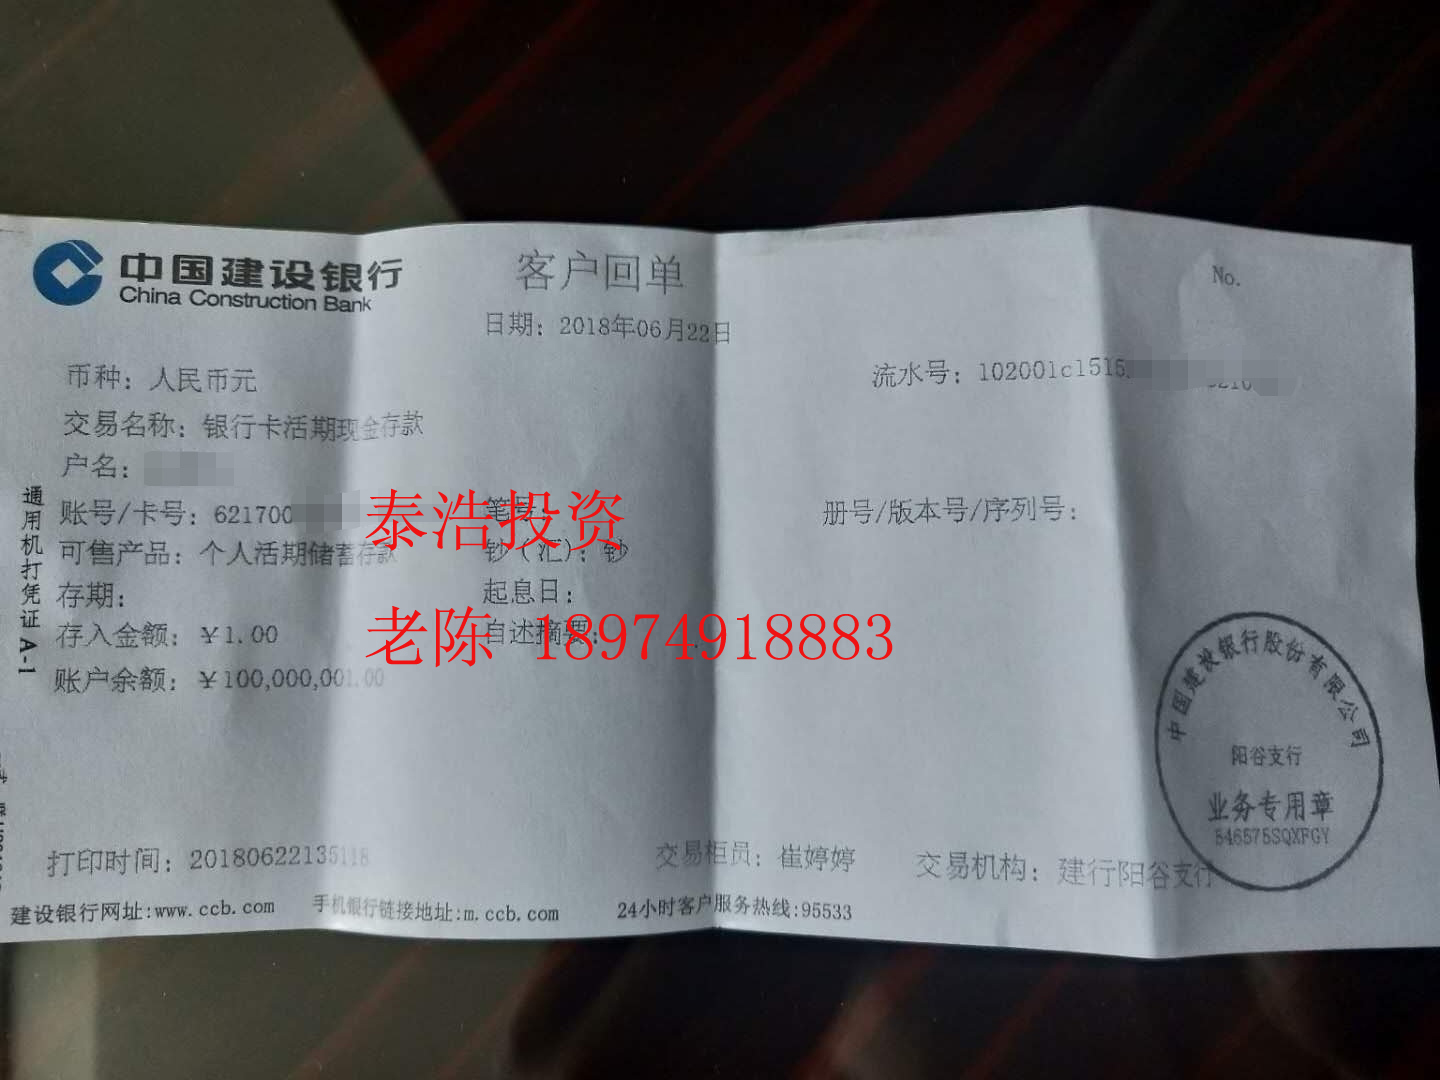 中国建设银行
China Construction Bank
客户回单
No.
日期：2018年06月22日
币种：人民币元
流水号：102001c1515
交易名称：银行卡活期现金存款
户名：
账号/卡号：621700
笔号：
册号/版本号/序列号：
泰浩投资
可售产品：个人活期储蓄存款
钞（汇）：钞
存期：
起息日：
存入金额：￥1.00
自述摘要：
老陈 18974918883
账户余额：￥100,000,001.00
通用机打凭证 A-1
中国建设银行股份有限公司
阳谷支行
业务专用章
546575SQXFGY
打印时间：20180622135118
交易柜员：崔婷婷
交易机构：建行阳谷支行
建设银行网址:www.ccb.com
手机银行链接地址:m.ccb.com
24小时客户服务热线:95533